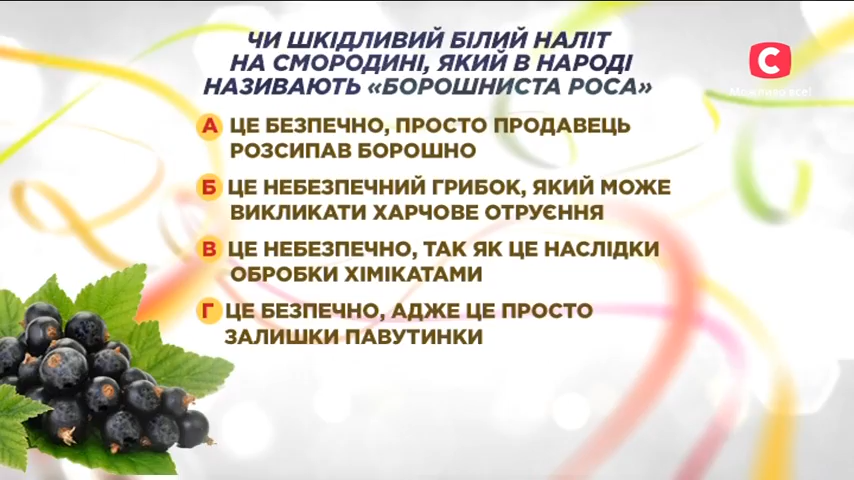 ЧИ ШКІДЛИВИЙ БІЛИЙ НАЛІТ
НА СМОРОДИНІ, ЯКИЙ В НАРОДІ
НАЗИВАЮТЬ «БОРОШНИСТА РОСА»
С
Можливо все!
А ЦЕ БЕЗПЕЧНО, ПРОСТО ПРОДАВЕЦЬ
РОЗСИПАВ БОРОШНО
Б ЦЕ НЕБЕЗПЕЧНИЙ ГРИБОК, ЯКИЙ МОЖЕ
ВИКЛИКАТИ ХАРЧОВЕ ОТРУЄННЯ
В ЦЕ НЕБЕЗПЕЧНО, ТАК ЯК ЦЕ НАСЛІДКИ
ОБРОБКИ ХІМІКАТАМИ
Г ЦЕ БЕЗПЕЧНО, АДЖЕ ЦЕ ПРОСТО
ЗАЛИШКИ ПАВУТИНКИ